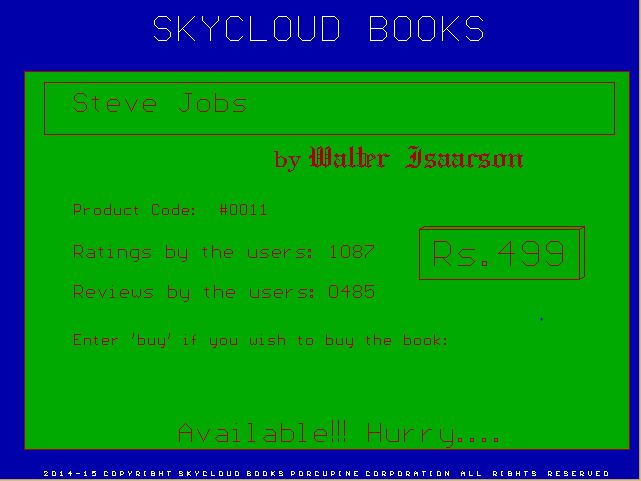 SKYCLOUD BOOKS
Steve Jobs
by Walter Isaacson
Product Code: #0011
Ratings by the users: 1087
Rs.499
Reviews by the users: 0485
Enter 'buy' if you wish to buy the book:
Available!!! Hurry....
2014-15 COPYRIGHT SKYCLOUD BOOKS PORCUPINE CORPORATION ALL RIGHTS RESERVED